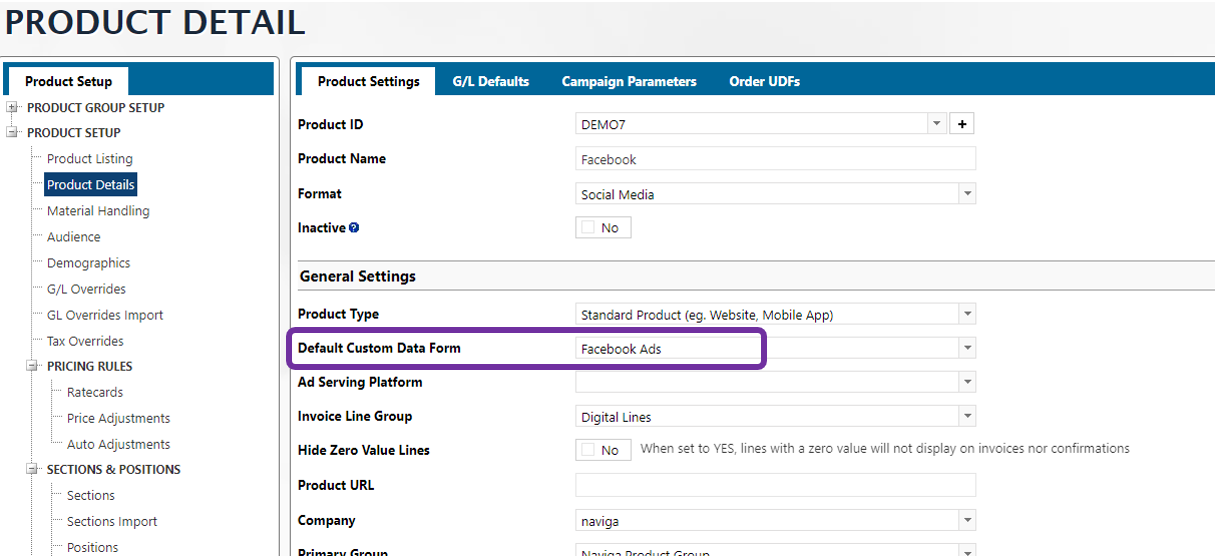 PRODUCT DETAIL
Product Setup
PRODUCT GROUP SETUP
PRODUCT SETUP
Product Listing
Product Details
Material Handling
Audience
Demographics
G/L Overrides
GL Overrides Import
Tax Overrides
PRICING RULES
Ratecards
Price Adjustments
Auto Adjustments
SECTIONS & POSITIONS
Sections
Sections Import
Positions
Product Settings G/L Defaults Campaign Parameters Order UDFs
Product ID DEMO7 +
Product Name Facebook
Format Social Media
Inactive ? No
General Settings
Product Type Standard Product (eg. Website, Mobile App)
Default Custom Data Form Facebook Ads
Ad Serving Platform
Invoice Line Group Digital Lines
Hide Zero Value Lines No When set to YES, lines with a zero value will not display on invoices nor confirmations
Product URL
Company naviga
Primary Group Naviga Product Group